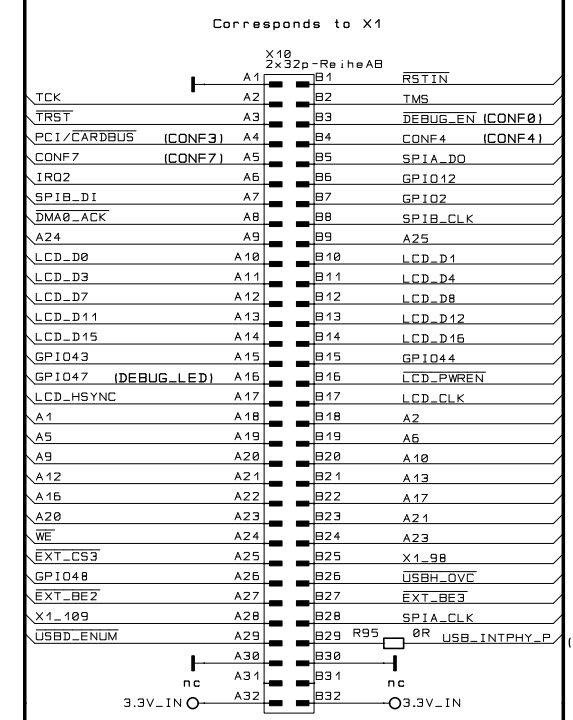 Corresponds to X1
X10
2x32p-ReiheAB
A1 B1 RSTIN
TCK A2 B2 TMS
TRST A3 B3 DEBUG_EN (CONF0)
PCI/CARDBUS (CONF3) A4 B4 CONF4 (CONF4)
CONF7 (CONF7) A5 B5 SPIA_DO
IRQ2 A6 B6 GPIO12
SPIB_DI A7 B7 GPIO2
DMA0_ACK A8 B8 SPIB_CLK
A24 A9 B9 A25
LCD_D0 A10 B10 LCD_D1
LCD_D3 A11 B11 LCD_D4
LCD_D7 A12 B12 LCD_D8
LCD_D11 A13 B13 LCD_D12
LCD_D15 A14 B14 LCD_D16
GPIO43 A15 B15 GPIO44
GPIO47 (DEBUG_LED) A16 B16 LCD_PWREN
LCD_HSYNC A17 B17 LCD_CLK
A1 A18 B18 A2
A5 A19 B19 A6
A9 A20 B20 A10
A12 A21 B21 A13
A16 A22 B22 A17
A20 A23 B23 A21
WE A24 B24 A23
EXT_CS3 A25 B25 X1_98
GPIO48 A26 B26 USBH_OVC
EXT_BE2 A27 B27 EXT_BE3
X1_109 A28 B28 SPIA_CLK
USBD_ENUM A29 B29 R95 0R USB_INTPHY_P (
A30 B30
nc A31 B31 nc
3.3V_IN A32 B32 3.3V_IN